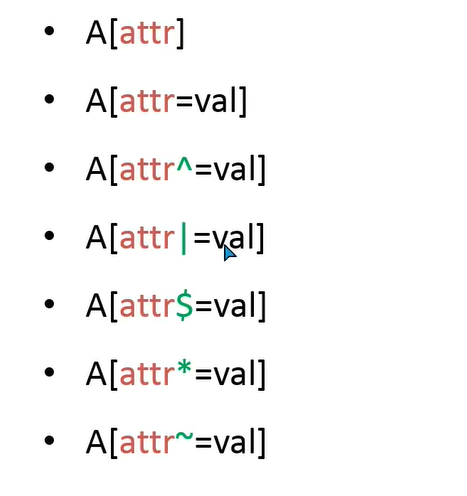 • A[attr]
• A[attr=val]
• A[attr^=val]
• A[attr|=val]
• A[attr$=val]
• A[attr*=val]
• A[attr~=val]